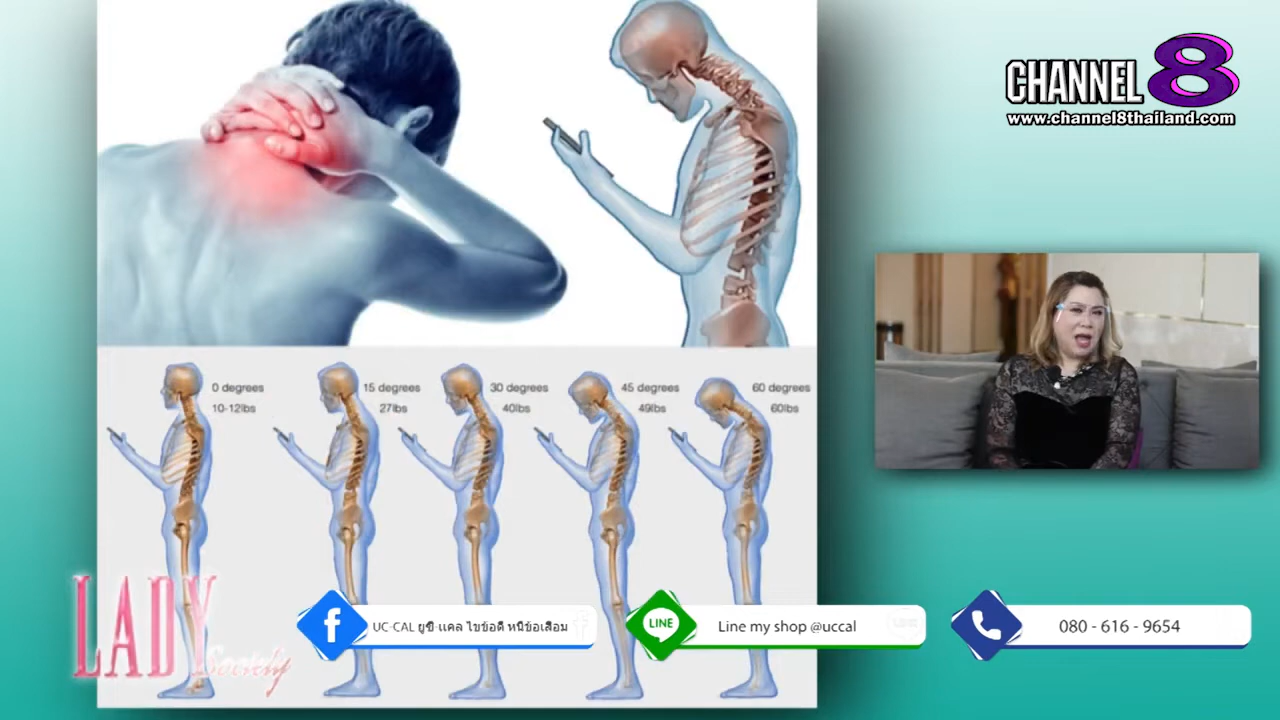 CHANNEL 8
www.channel8thailand.com
0 degrees
10-12lbs
15 degrees
27lbs
30 degrees
40lbs
45 degrees
49lbs
60 degrees
60lbs
LADY
Society
f
UC-CAL ยูซี-แคล ไขข้อดี หนีข้อเสื่อม
LINE
Line my shop @uccal
080 - 616 - 9654